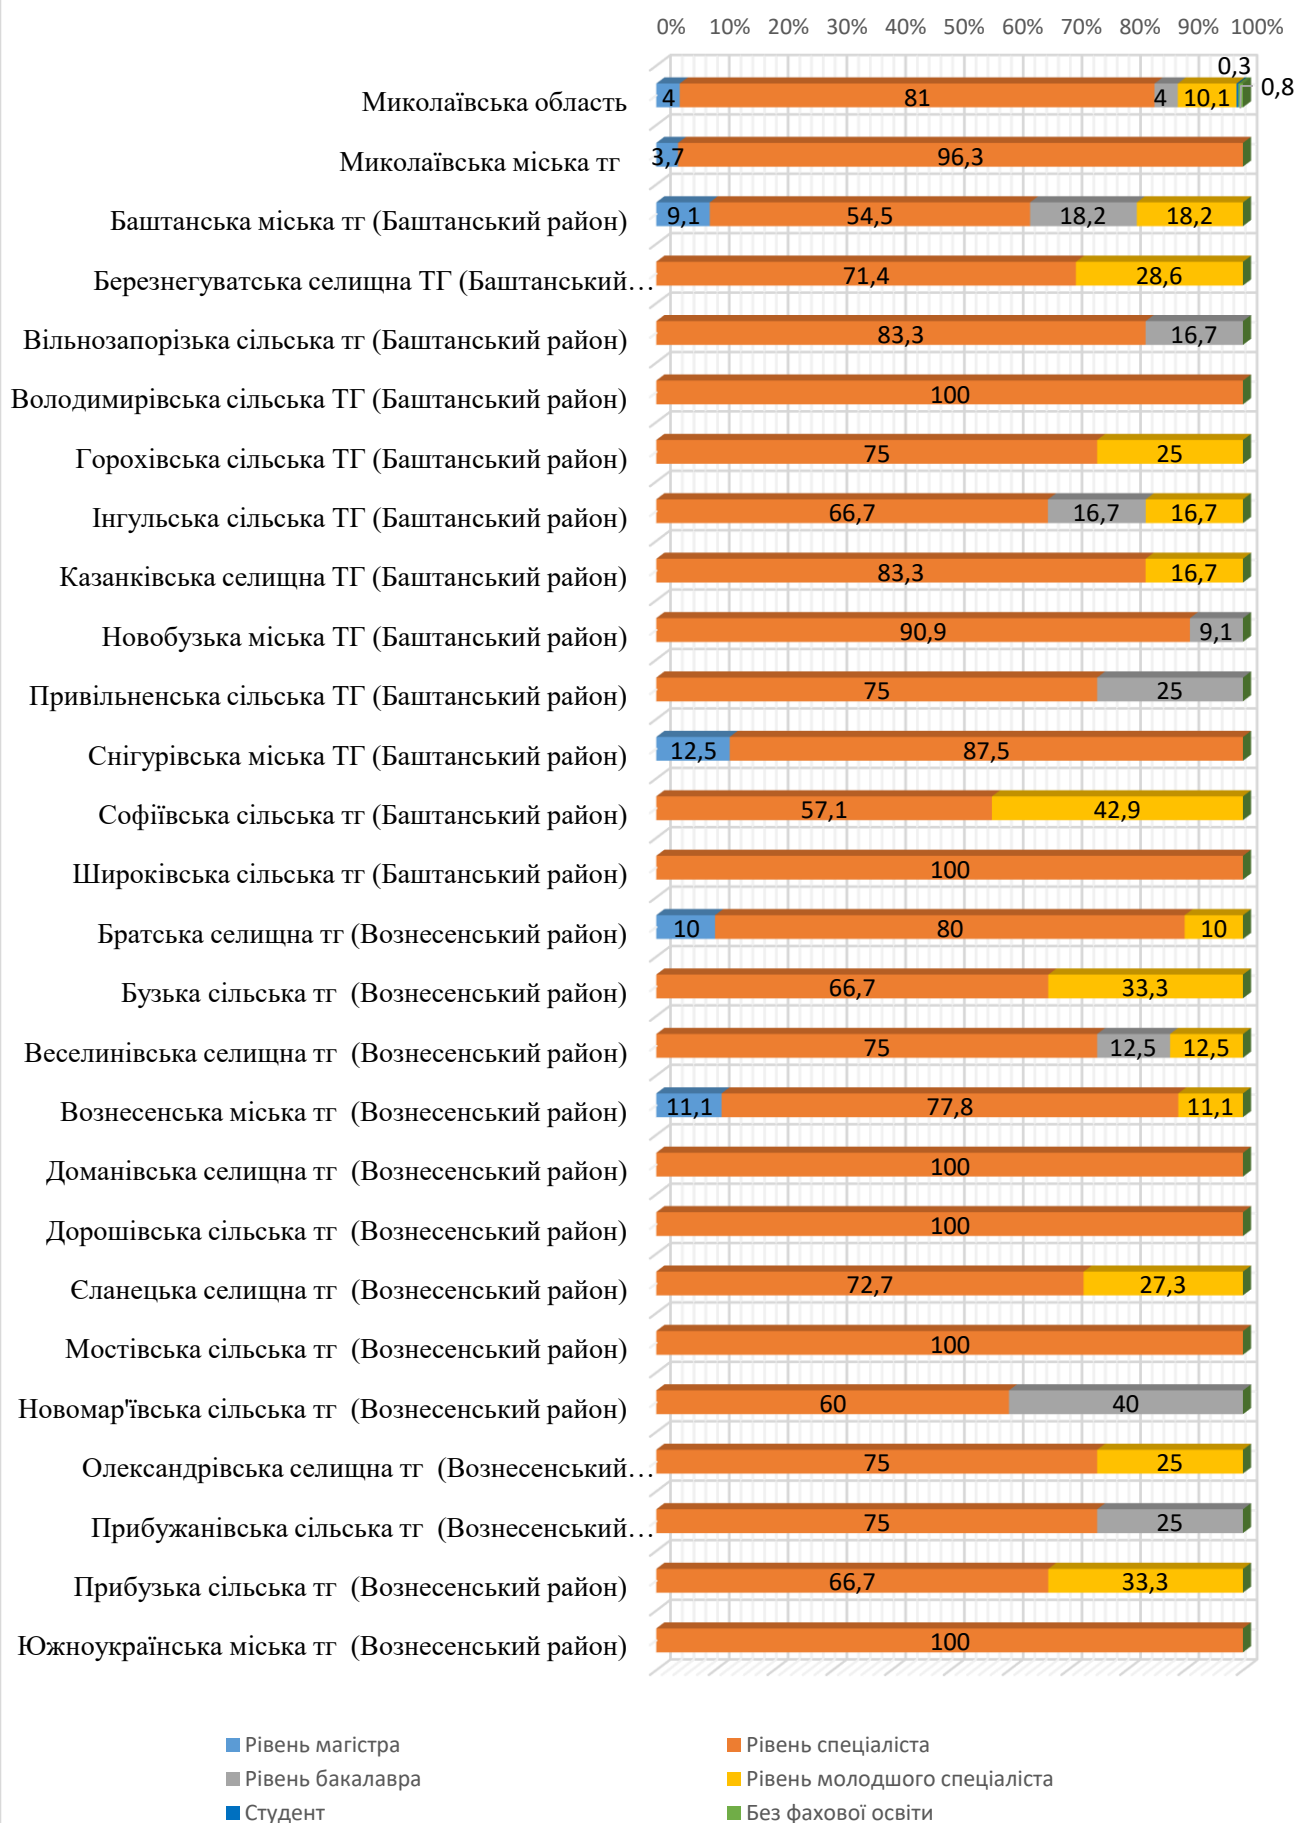 0% 10% 20% 30% 40% 50% 60% 70% 80% 90% 100%
0,3
Миколаївська область 4 81 4 10,1 0,8
Миколаївська міська тг 3,7 96,3
Баштанська міська тг (Баштанський район) 9,1 54,5 18,2 18,2
Березнегуватська селищна ТГ (Баштанський… 71,4 28,6
Вільнозапорізька сільська тг (Баштанський район) 83,3 16,7
Володимирівська сільська ТГ (Баштанський район) 100
Горохівська сільська ТГ (Баштанський район) 75 25
Інгульська сільська ТГ (Баштанський район) 66,7 16,7 16,7
Казанківська селищна ТГ (Баштанський район) 83,3 16,7
Новобузька міська ТГ (Баштанський район) 90,9 9,1
Привільненська сільська ТГ (Баштанський район) 75 25
Снігурівська міська ТГ (Баштанський район) 12,5 87,5
Софіївська сільська тг (Баштанський район) 57,1 42,9
Широківська сільська тг (Баштанський район) 100
Братська селищна тг (Вознесенський район) 10 80 10
Бузька сільська тг (Вознесенський район) 66,7 33,3
Веселинівська селищна тг (Вознесенський район) 75 12,5 12,5
Вознесенська міська тг (Вознесенський район) 11,1 77,8 11,1
Доманівська селищна тг (Вознесенський район) 100
Дорошівська сільська тг (Вознесенський район) 100
Єланецька селищна тг (Вознесенський район) 72,7 27,3
Мостівська сільська тг (Вознесенський район) 100
Новомар'ївська сільська тг (Вознесенський район) 60 40
Олександрівська селищна тг (Вознесенський… 75 25
Прибужанівська сільська тг (Вознесенський… 75 25
Прибузька сільська тг (Вознесенський район) 66,7 33,3
Южноукраїнська міська тг (Вознесенський район) 100
Рівень магістра Рівень спеціаліста
Рівень бакалавра Рівень молодшого спеціаліста
Студент Без фахової освіти